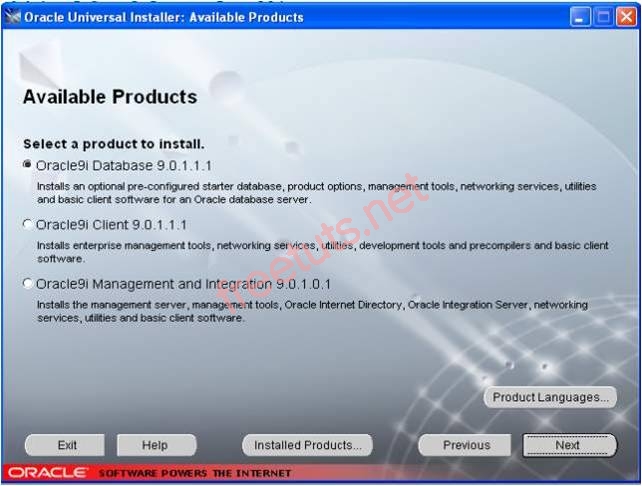 Oracle Universal Installer: Available Products
Available Products
Select a product to install.
Oracle9i Database 9.0.1.1.1
Installs an optional pre-configured starter database, product options, management tools, networking services, utilities
and basic client software for an Oracle database server.
Oracle9i Client 9.0.1.1.1
Installs enterprise management tools, networking services, utilities, development tools and precompilers and basic client
software.
Oracle9i Management and Integration 9.0.1.0.1
Installs the management server, management tools, Oracle Internet Directory, Oracle Integration Server, networking
services, utilities and basic client software.
freetuts.net
Product Languages...
Exit Help Installed Products... Previous Next
ORACLE SOFTWARE POWERS THE INTERNET